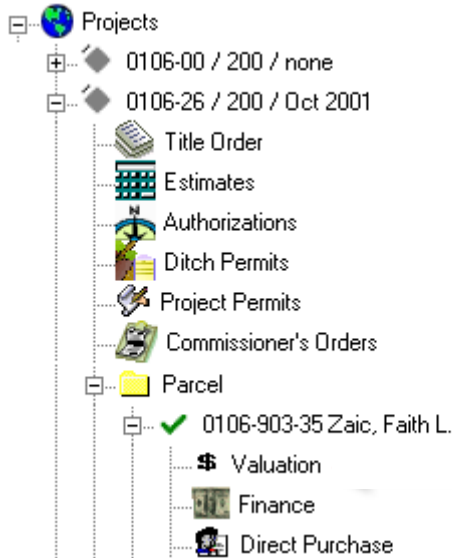 Projects
0106-00 / 200 / none
0106-26 / 200 / Oct 2001
Title Order
Estimates
Authorizations
Ditch Permits
Project Permits
Commissioner's Orders
Parcel
0106-903-35 Zaic, Faith L.
$ Valuation
Finance
Direct Purchase